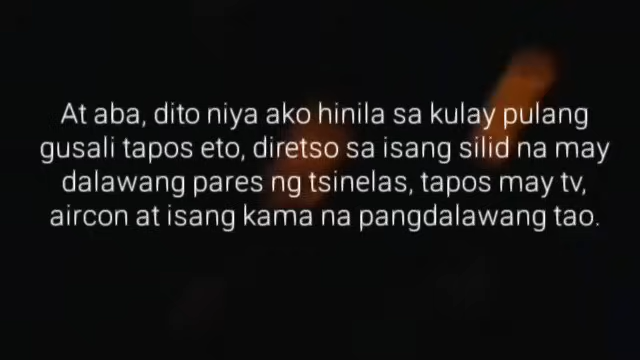 At aba, dito niya ako hinila sa kulay pulang
gusali tapos eto, diretso sa isang silid na may
dalawang pares ng tsinelas, tapos may tv,
aircon at isang kama na pangdalawang tao.